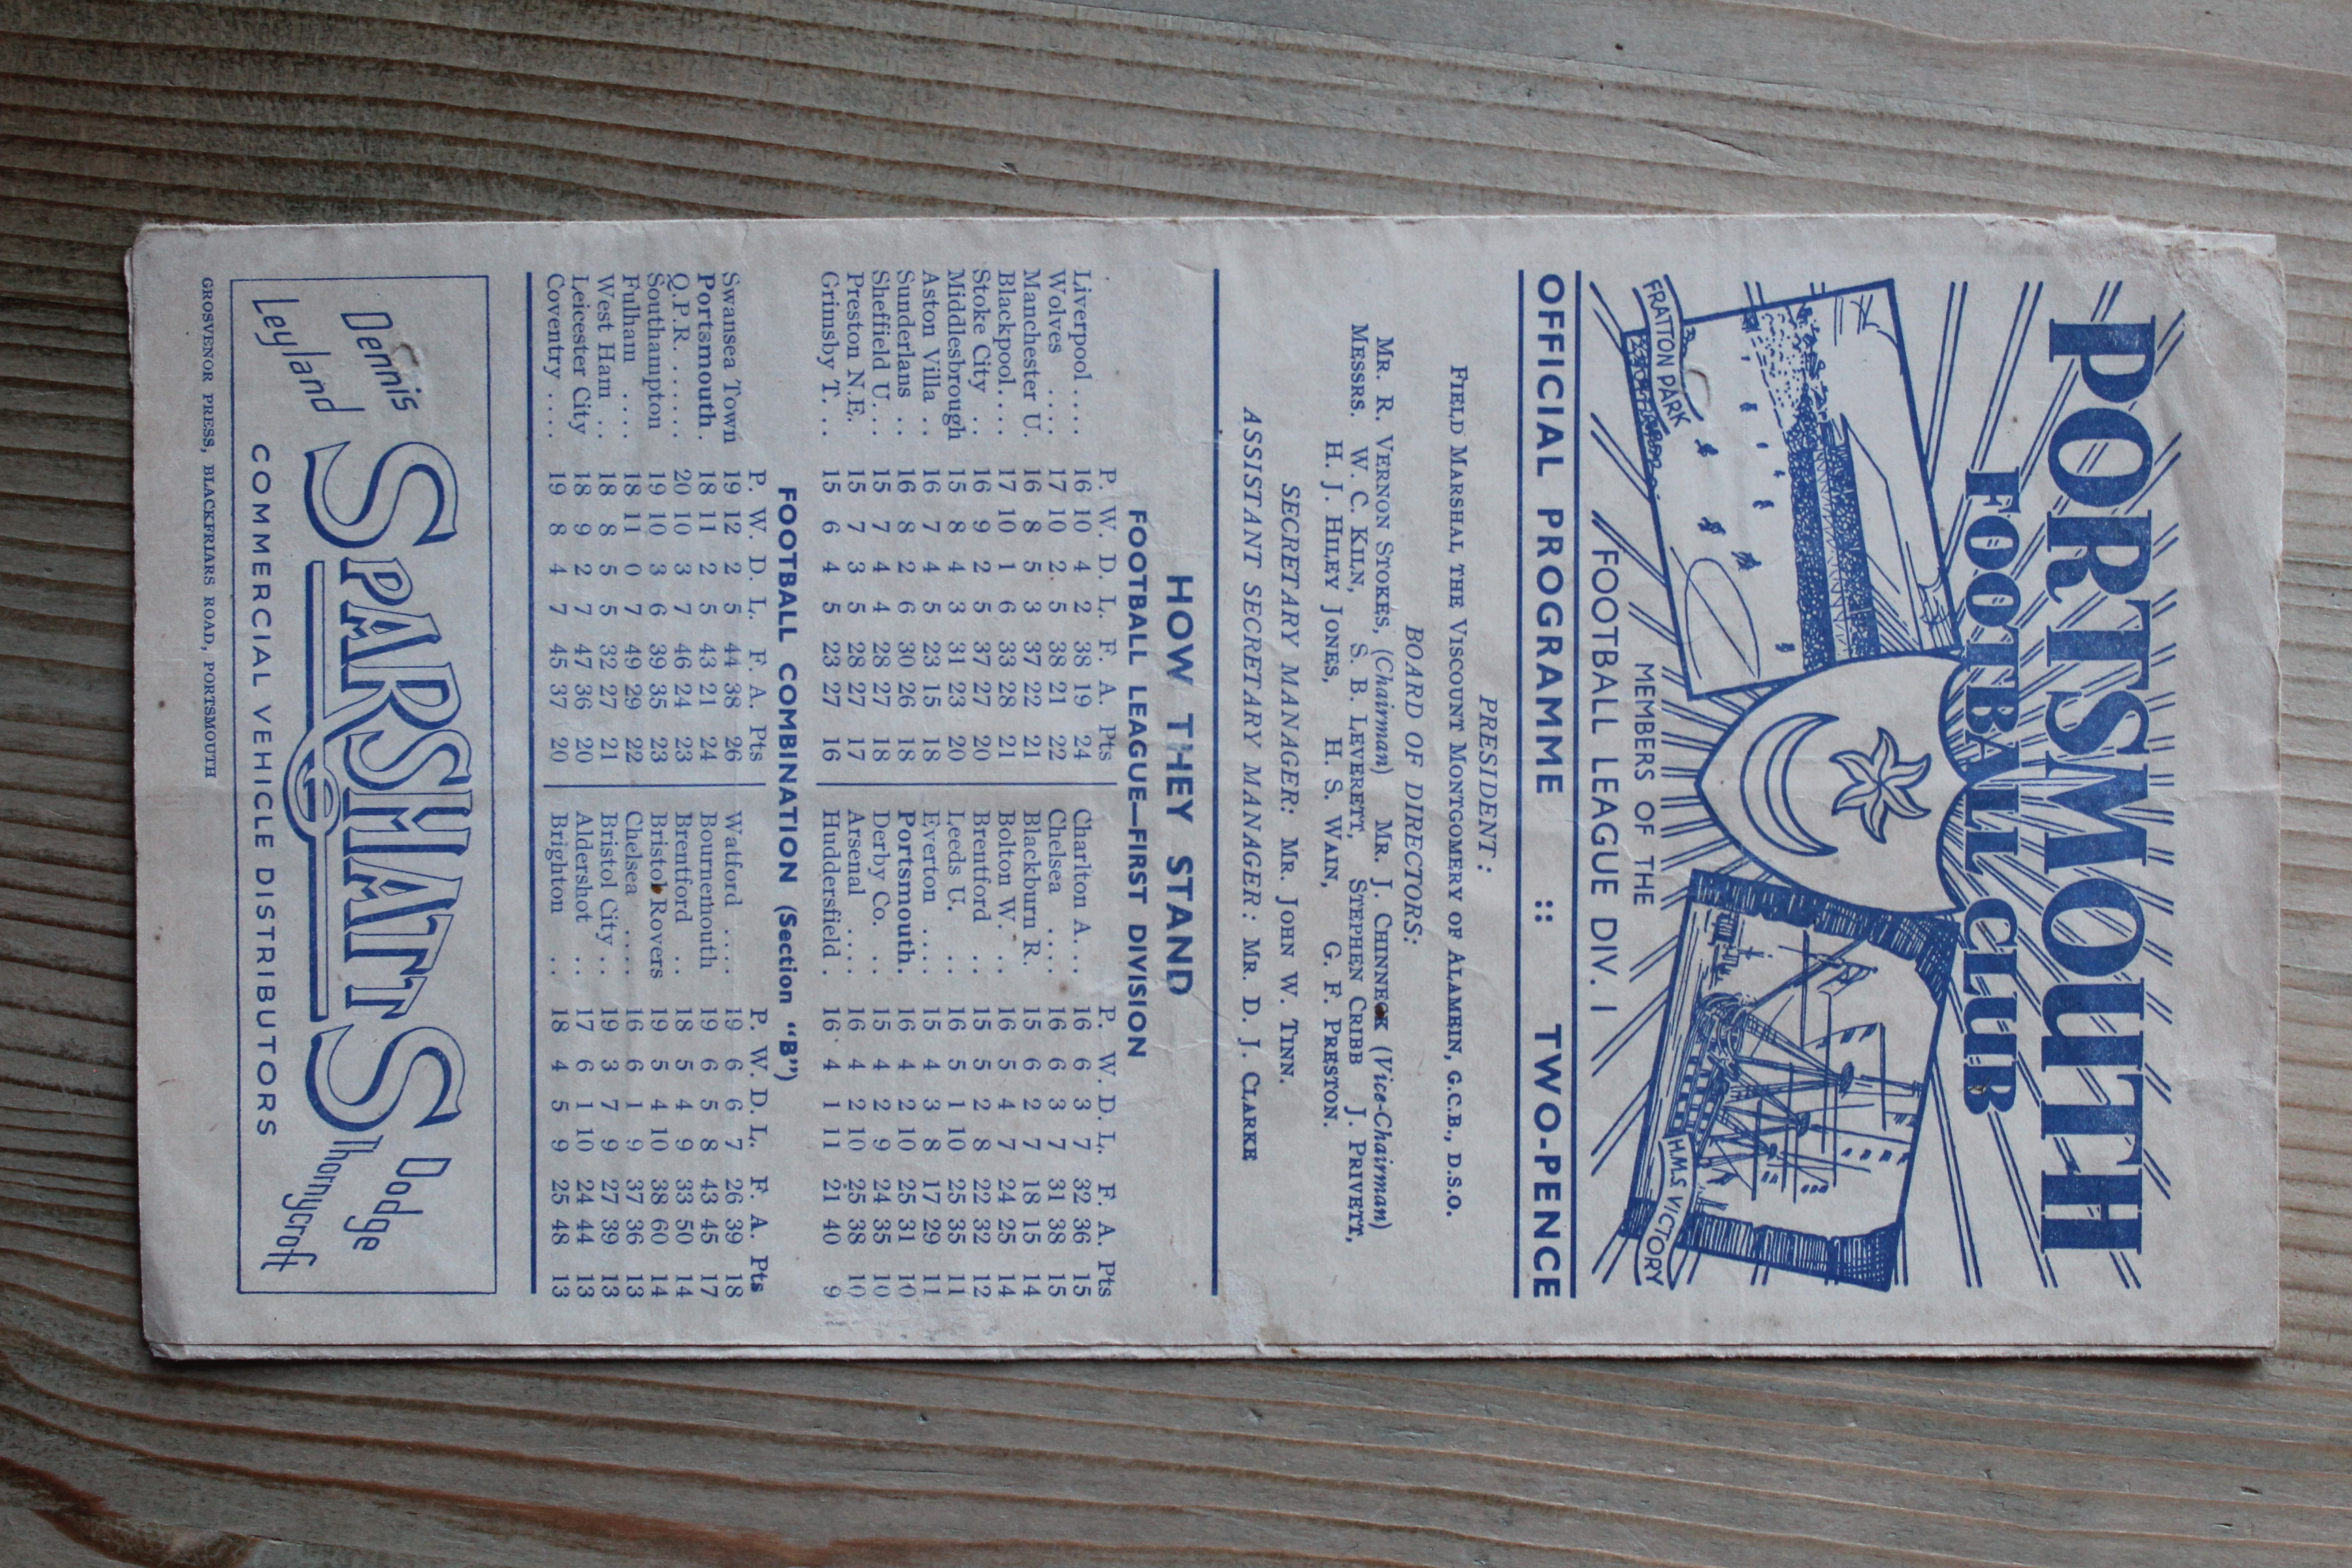 PORTSMOUTH
FOOTBALL CLUB
FRATTON PARK
H.M.S. VICTORY
MEMBERS OF THE
FOOTBALL LEAGUE DIV. 1
OFFICIAL PROGRAMME :: TWO-PENCE
PRESIDENT:
FIELD MARSHAL THE VISCOUNT MONTGOMERY OF ALAMEIN, G.C.B., D.S.O.
BOARD OF DIRECTORS:
MR. R. VERNON STOKES, (Chairman) MR. J. CHINNECK (Vice-Chairman)
MESSRS. W. C. KILN, S. B. LEVERETT, STEPHEN CRIBB J. PRIVETT,
H. J. HILEY JONES, H. S. WAIN, G. F. PRESTON.
SECRETARY MANAGER: MR. JOHN W. TINN.
ASSISTANT SECRETARY MANAGER: MR. D. J. CLARKE
HOW THEY STAND
FOOTBALL LEAGUE—FIRST DIVISION
P. W. D. L. F. A. Pts P. W. D. L. F. A. Pts
Liverpool.... 16 10 4 2 38 19 24 Charlton A... 16 6 3 7 32 36 15
Wolves ..... 17 10 2 5 38 21 22 Chelsea .... 16 6 3 7 31 38 15
Manchester U. 16 8 5 3 37 22 21 Blackburn R. 15 6 2 7 18 15 14
Blackpool.... 17 10 1 6 33 28 21 Bolton W. .. 16 5 4 7 24 25 14
Stoke City .. 16 9 2 5 37 27 20 Brentford .. 15 5 2 8 22 32 12
Middlesbrough 15 8 4 3 31 23 20 Leeds U. .. 16 5 1 10 25 35 11
Aston Villa .. 16 7 4 5 23 15 18 Everton .... 15 4 3 8 17 29 11
Sunderlans .. 16 8 2 6 30 26 18 Portsmouth. 16 4 2 10 25 31 10
Sheffield U... 15 7 4 4 28 27 18 Derby Co. .. 15 4 2 9 24 35 10
Preston N.E. 15 7 3 5 28 27 17 Arsenal .... 16 4 2 10 25 38 10
Grimsby T. .. 15 6 4 5 23 27 16 Huddersfield . 16 4 1 11 21 40 9
FOOTBALL COMBINATION (Section "B")
P. W. D. L. F. A. Pts P. W. D. L. F. A. Pts
Swansea Town 19 12 2 5 44 38 26 Watford .... 19 6 6 7 26 39 18
Portsmouth. 18 11 2 5 43 21 24 Bournemouth 19 6 5 8 43 45 17
Q.P.R. ...... 20 10 3 7 46 24 23 Brentford .. 18 5 4 9 33 50 14
Southampton 19 10 3 6 39 35 23 Bristol Rovers 19 5 4 10 38 60 14
Fulham .... 18 11 0 7 49 29 22 Chelsea .... 16 6 1 9 37 36 13
West Ham .. 18 8 5 5 32 27 21 Bristol City .. 19 3 7 9 27 39 13
Leicester City 18 9 2 7 47 36 20 Aldershot .. 17 6 1 10 24 44 13
Coventry .... 19 8 4 7 45 37 20 Brighton .. 18 4 5 9 25 48 13
Dennis Dodge
Leyland SPARSHATTS Thornycroft
COMMERCIAL VEHICLE DISTRIBUTORS
GROSVENOR PRESS, BLACKFRIARS ROAD, PORTSMOUTH